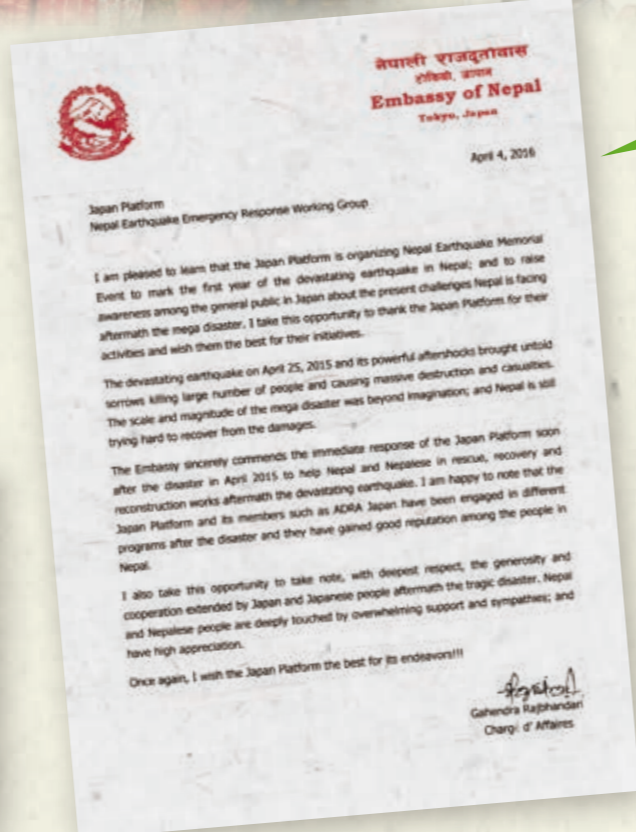 नेपाली राजदूतावास
टोकियो, जापान
Embassy of Nepal
Tokyo, Japan
April 4, 2016
Japan Platform
Nepal Earthquake Emergency Response Working Group
I am pleased to learn that the Japan Platform is organizing Nepal Earthquake Memorial
Event to mark the first year of the devastating earthquake in Nepal; and to raise
awareness among the general public in Japan about the present challenges Nepal is facing
aftermath the mega disaster. I take this opportunity to thank the Japan Platform for their
activities and wish them the best for their initiatives.
The devastating earthquake on April 25, 2015 and its powerful aftershocks brought untold
sorrows killing large number of people and causing massive destruction and casualties.
The scale and magnitude of the mega disaster was beyond imagination; and Nepal is still
trying hard to recover from the damages.
The Embassy sincerely commends the immediate response of the Japan Platform soon
after the disaster in April 2015 to help Nepal and Nepalese in rescue, recovery and
reconstruction works aftermath the devastating earthquake. I am happy to note that the
Japan Platform and its members such as ADRA Japan have been engaged in different
programs after the disaster and they have gained good reputation among the people in
Nepal.
I also take this opportunity to take note, with deepest respect, the generosity and
cooperation extended by Japan and Japanese people aftermath the tragic disaster. Nepal
and Nepalese people are deeply touched by overwhelming support and sympathies; and
have high appreciation.
Once again, I wish the Japan Platform the best for its endeavors!!!
Gahendra Rajbhandari
d' Affaires